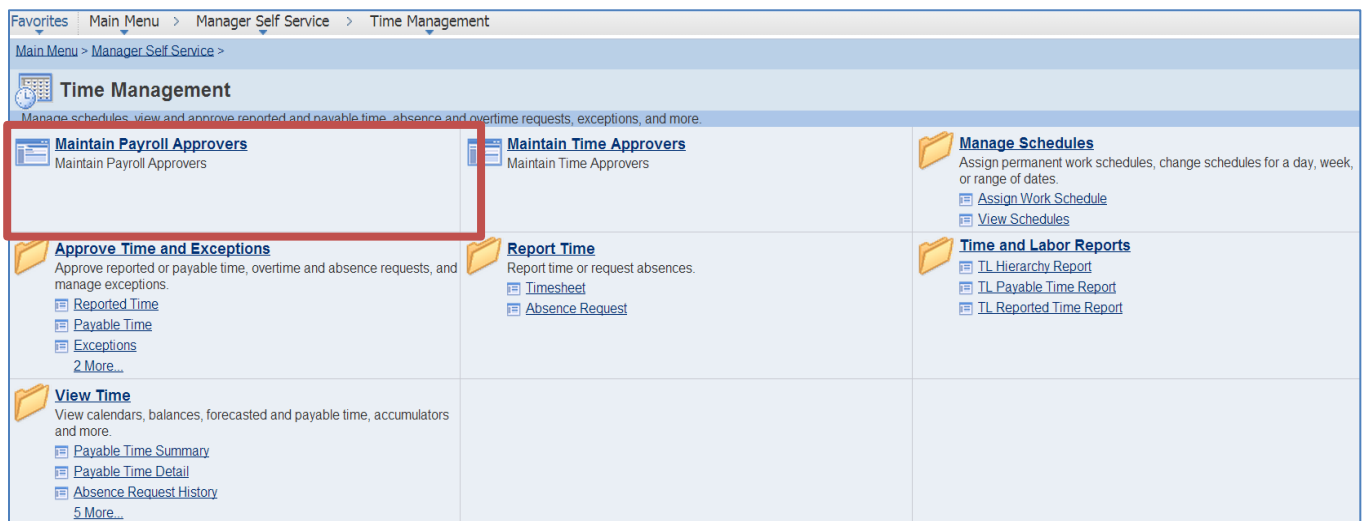 Favorites Main Menu > Manager Self Service > Time Management
Main Menu > Manager Self Service >
Time Management
Manage schedules, view and approve reported and payable time, absence and overtime requests, exceptions, and more.
Maintain Payroll Approvers
Maintain Payroll Approvers
Maintain Time Approvers
Maintain Time Approvers
Manage Schedules
Assign permanent work schedules, change schedules for a day, week,
or range of dates.
Assign Work Schedule
View Schedules
Approve Time and Exceptions
Approve reported or payable time, overtime and absence requests, and
manage exceptions.
Reported Time
Payable Time
Exceptions
2 More...
Report Time
Report time or request absences.
Timesheet
Absence Request
Time and Labor Reports
TL Hierarchy Report
TL Payable Time Report
TL Reported Time Report
View Time
View calendars, balances, forecasted and payable time, accumulators
and more.
Payable Time Summary
Payable Time Detail
Absence Request History
5 More...